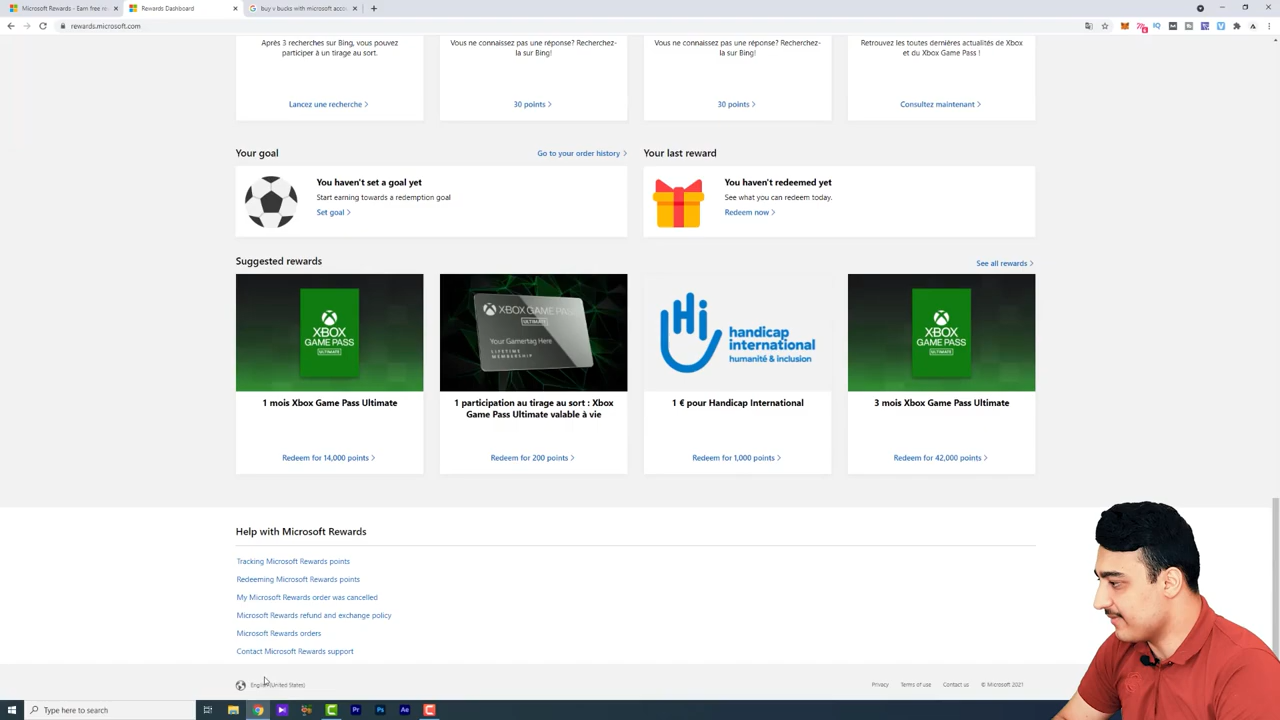 Microsoft Rewards - Earn free re
Rewards Dashboard
buy v bucks with microsoft acco
rewards.microsoft.com
Après 3 recherches sur Bing, vous pouvez
participer à un tirage au sort.
Lancez une recherche
Vous ne connaissez pas une réponse? Recherchez-
la sur Bing!
30 points
Vous ne connaissez pas une réponse? Recherchez-
la sur Bing!
30 points
Retrouvez les toutes dernières actualités de Xbox
et du Xbox Game Pass !
Consultez maintenant
Your goal
Go to your order history
You haven't set a goal yet
Start earning towards a redemption goal
Set goal
Your last reward
You haven't redeemed yet
See what you can redeem today.
Redeem now
Suggested rewards
See all rewards
XBOX
GAME PASS
ULTIMATE
1 mois Xbox Game Pass Ultimate
Redeem for 14,000 points
XBOX GAME PASS
ULTIMATE
Your Gamertag Here
LIFETIME
MEMBERSHIP
1 participation au tirage au sort : Xbox
Game Pass Ultimate valable à vie
Redeem for 200 points
Hi
handicap
international
humanité & inclusion
1 € pour Handicap International
Redeem for 1,000 points
XBOX
GAME PASS
ULTIMATE
3 mois Xbox Game Pass Ultimate
Redeem for 42,000 points
Help with Microsoft Rewards
Tracking Microsoft Rewards points
Redeeming Microsoft Rewards points
My Microsoft Rewards order was cancelled
Microsoft Rewards refund and exchange policy
Microsoft Rewards orders
Contact Microsoft Rewards support
English (United States)
Privacy
Terms of use
Contact us
© Microsoft 2021
Type here to search
Pr
Ps
Ae